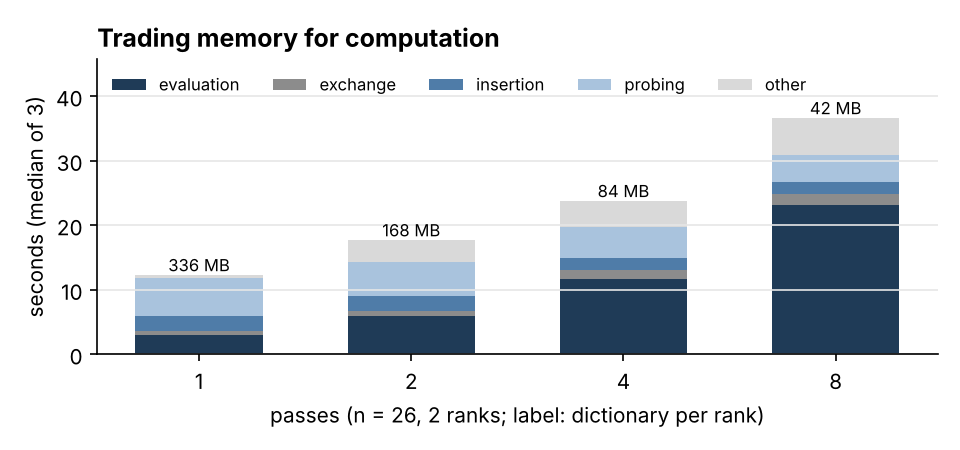 Trading memory for computation
evaluation exchange insertion probing other
seconds (median of 3)
40
30
20
10
0
336 MB
168 MB
84 MB
42 MB
1 2 4 8
passes (n = 26, 2 ranks; label: dictionary per rank)